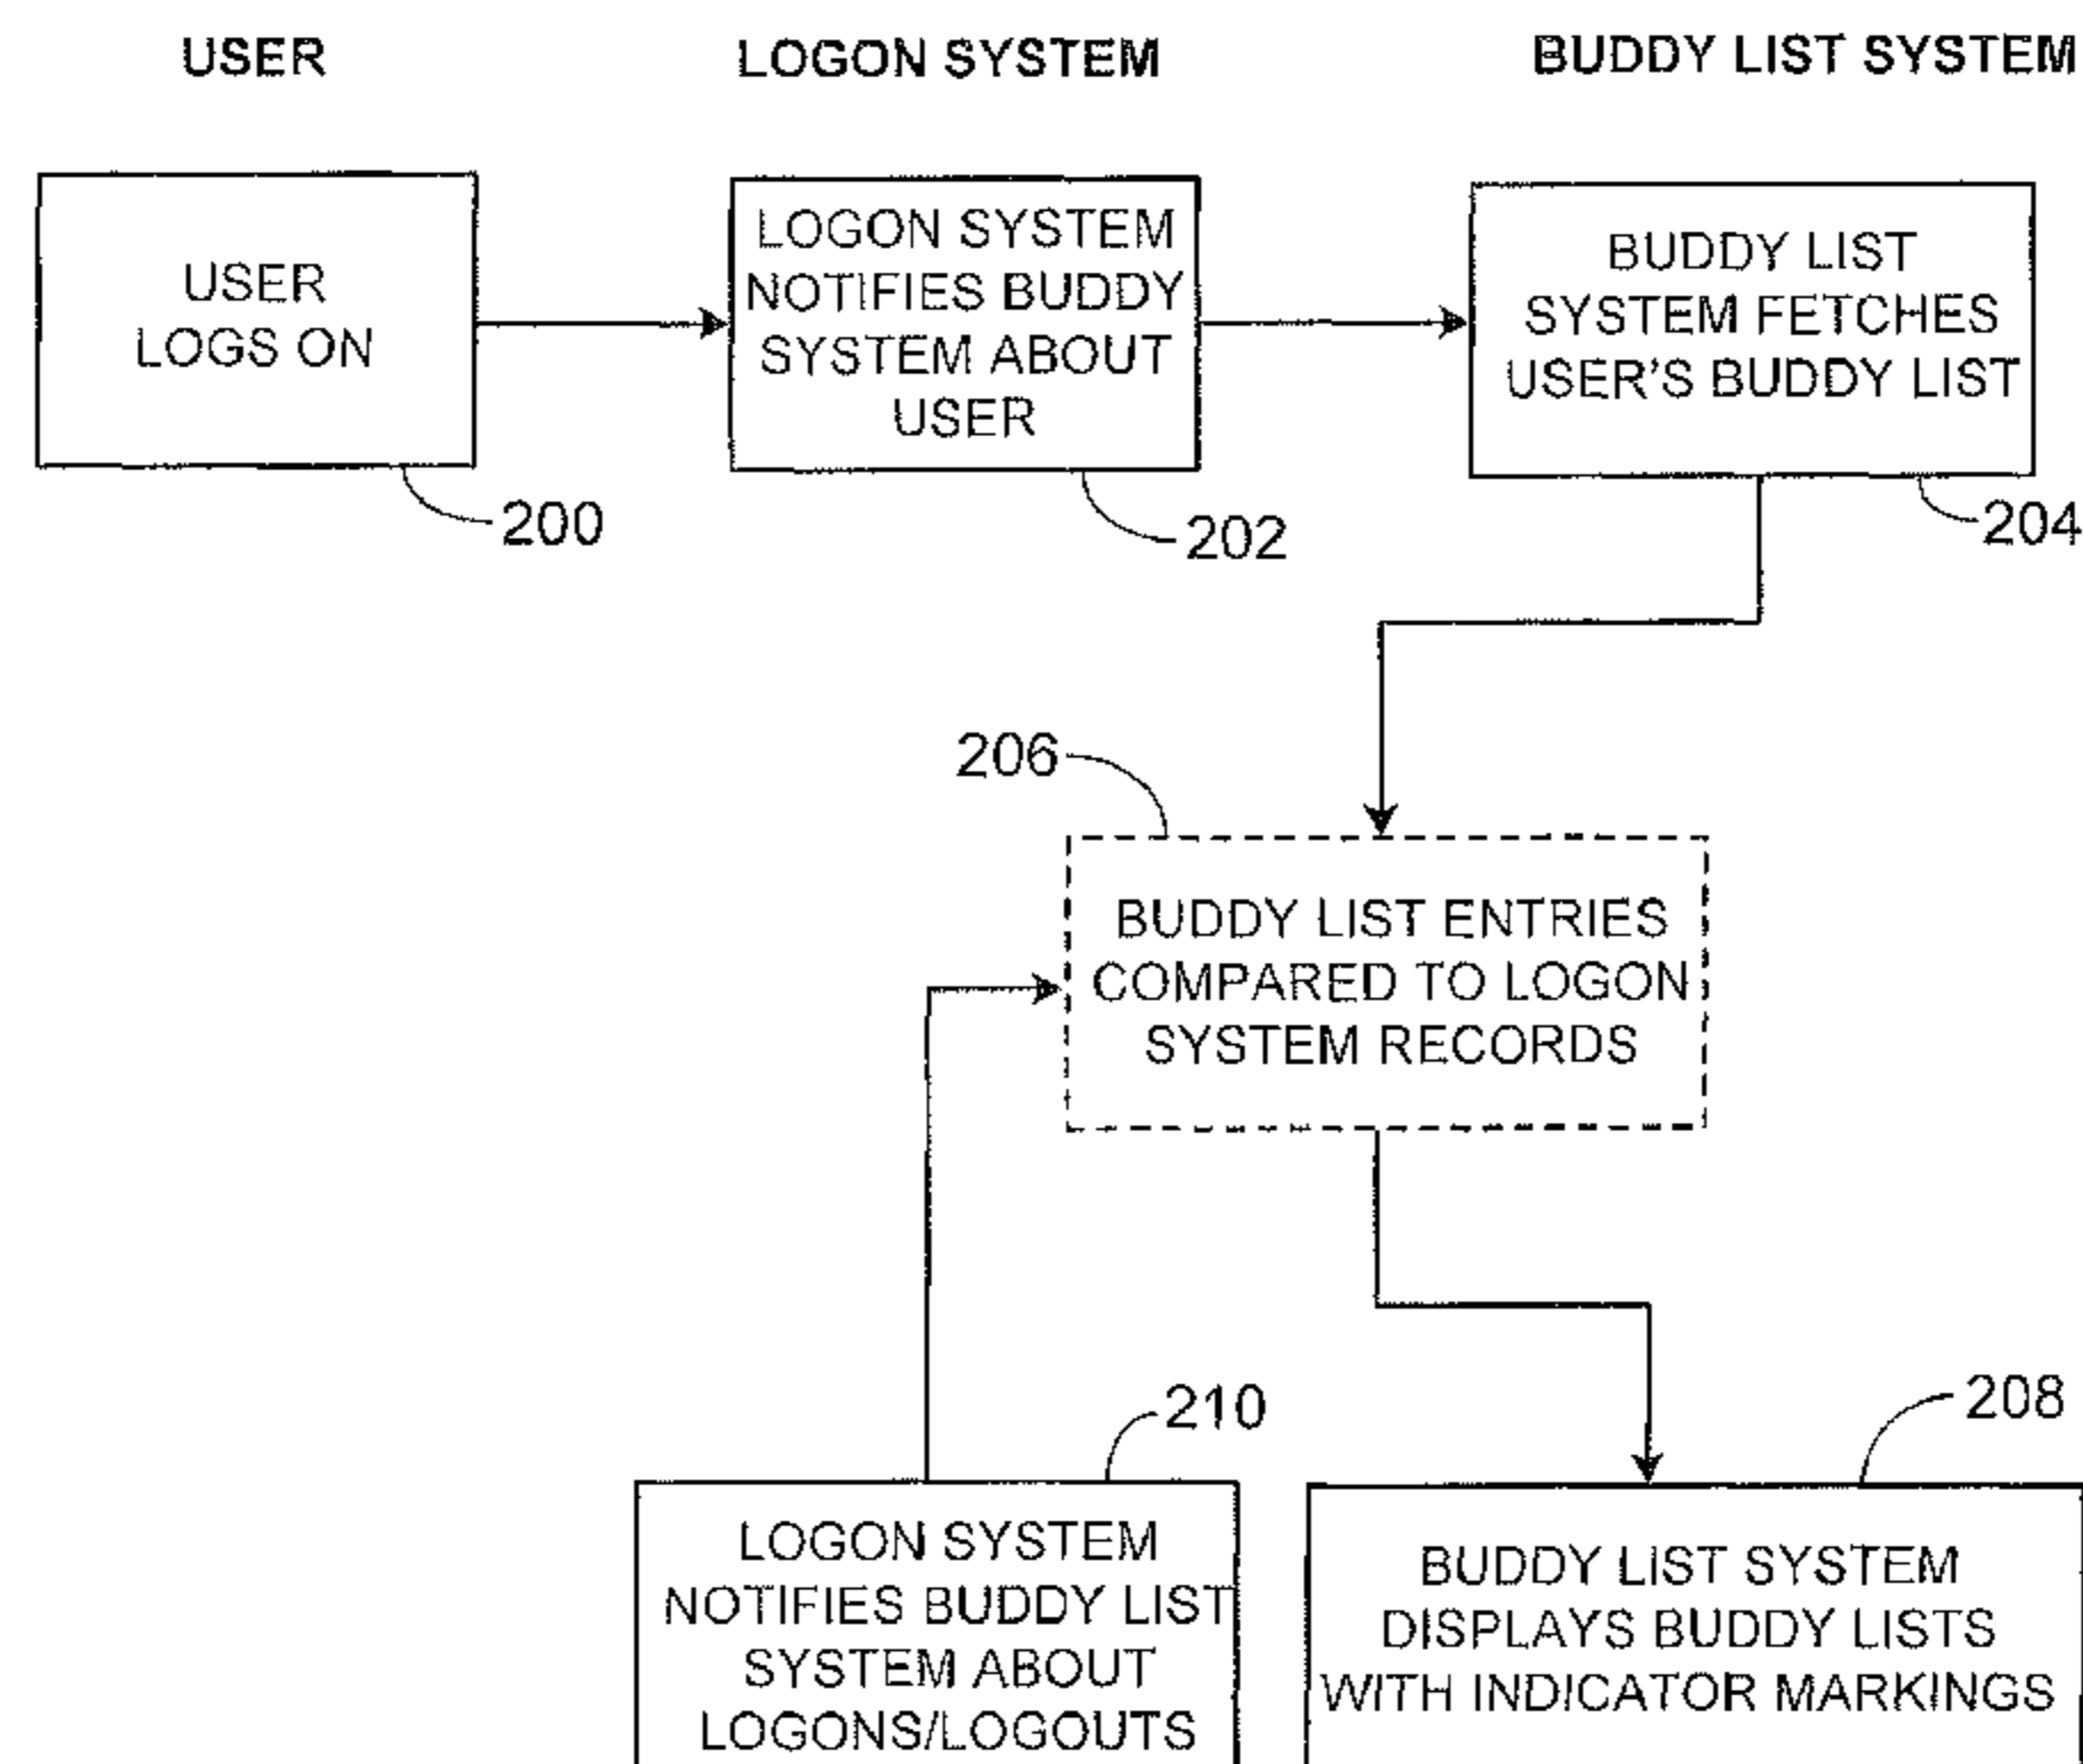 USER
LOGON SYSTEM
BUDDY LIST SYSTEM
USER
LOGS ON
200
LOGON SYSTEM
NOTIFIES BUDDY
SYSTEM ABOUT
USER
202
BUDDY LIST
SYSTEM FETCHES
USER'S BUDDY LIST
204
206
BUDDY LIST ENTRIES
COMPARED TO LOGON
SYSTEM RECORDS
210
LOGON SYSTEM
NOTIFIES BUDDY LIST
SYSTEM ABOUT
LOGONS/LOGOUTS
208
BUDDY LIST SYSTEM
DISPLAYS BUDDY LISTS
WITH INDICATOR MARKINGS